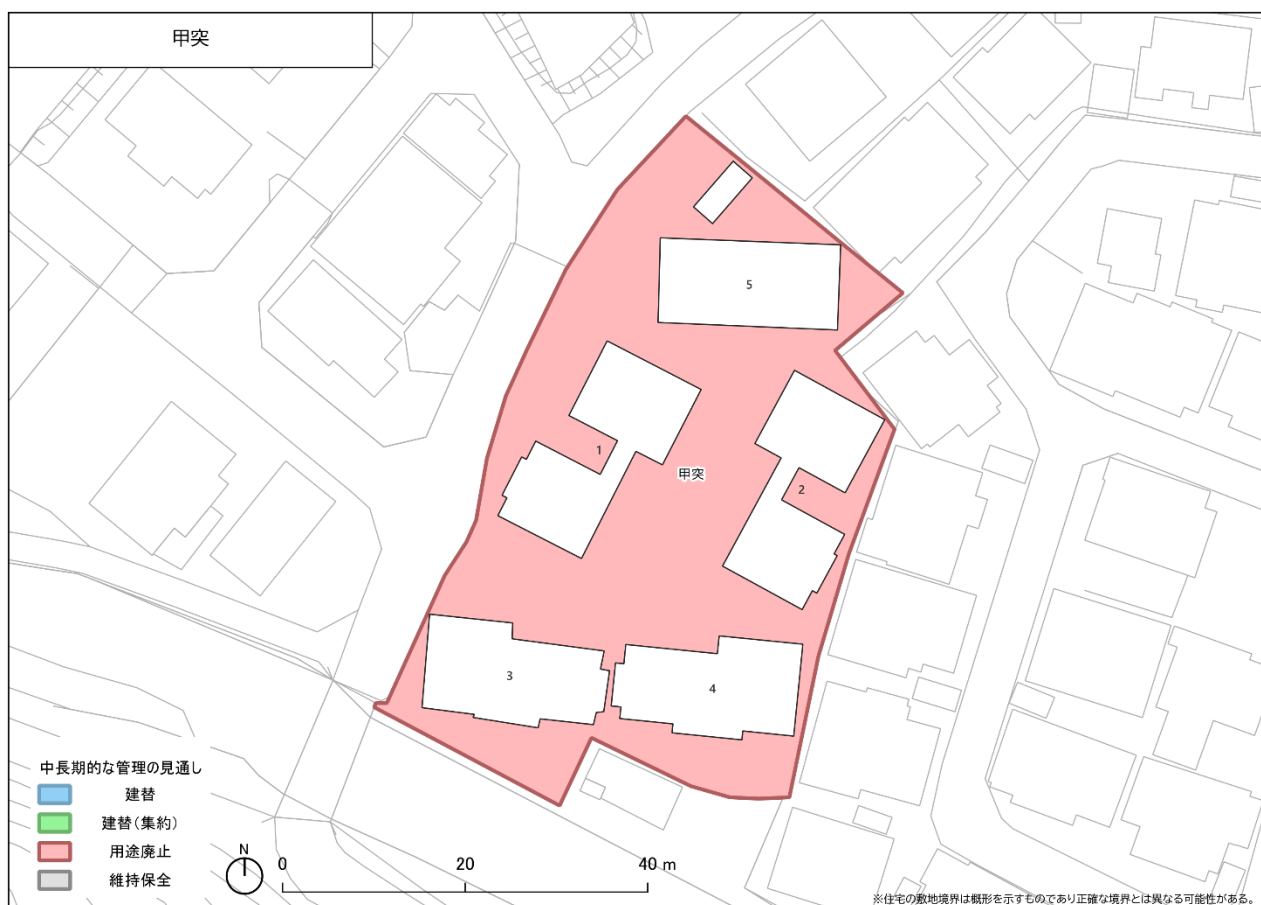 甲突
5
1
甲突
2
3
4
中長期的な管理の見通し
建替
建替(集約)
用途廃止
維持保全
N
0 20 40 m
※住宅の敷地境界は概形を示すものであり正確な境界とは異なる可能性がある。